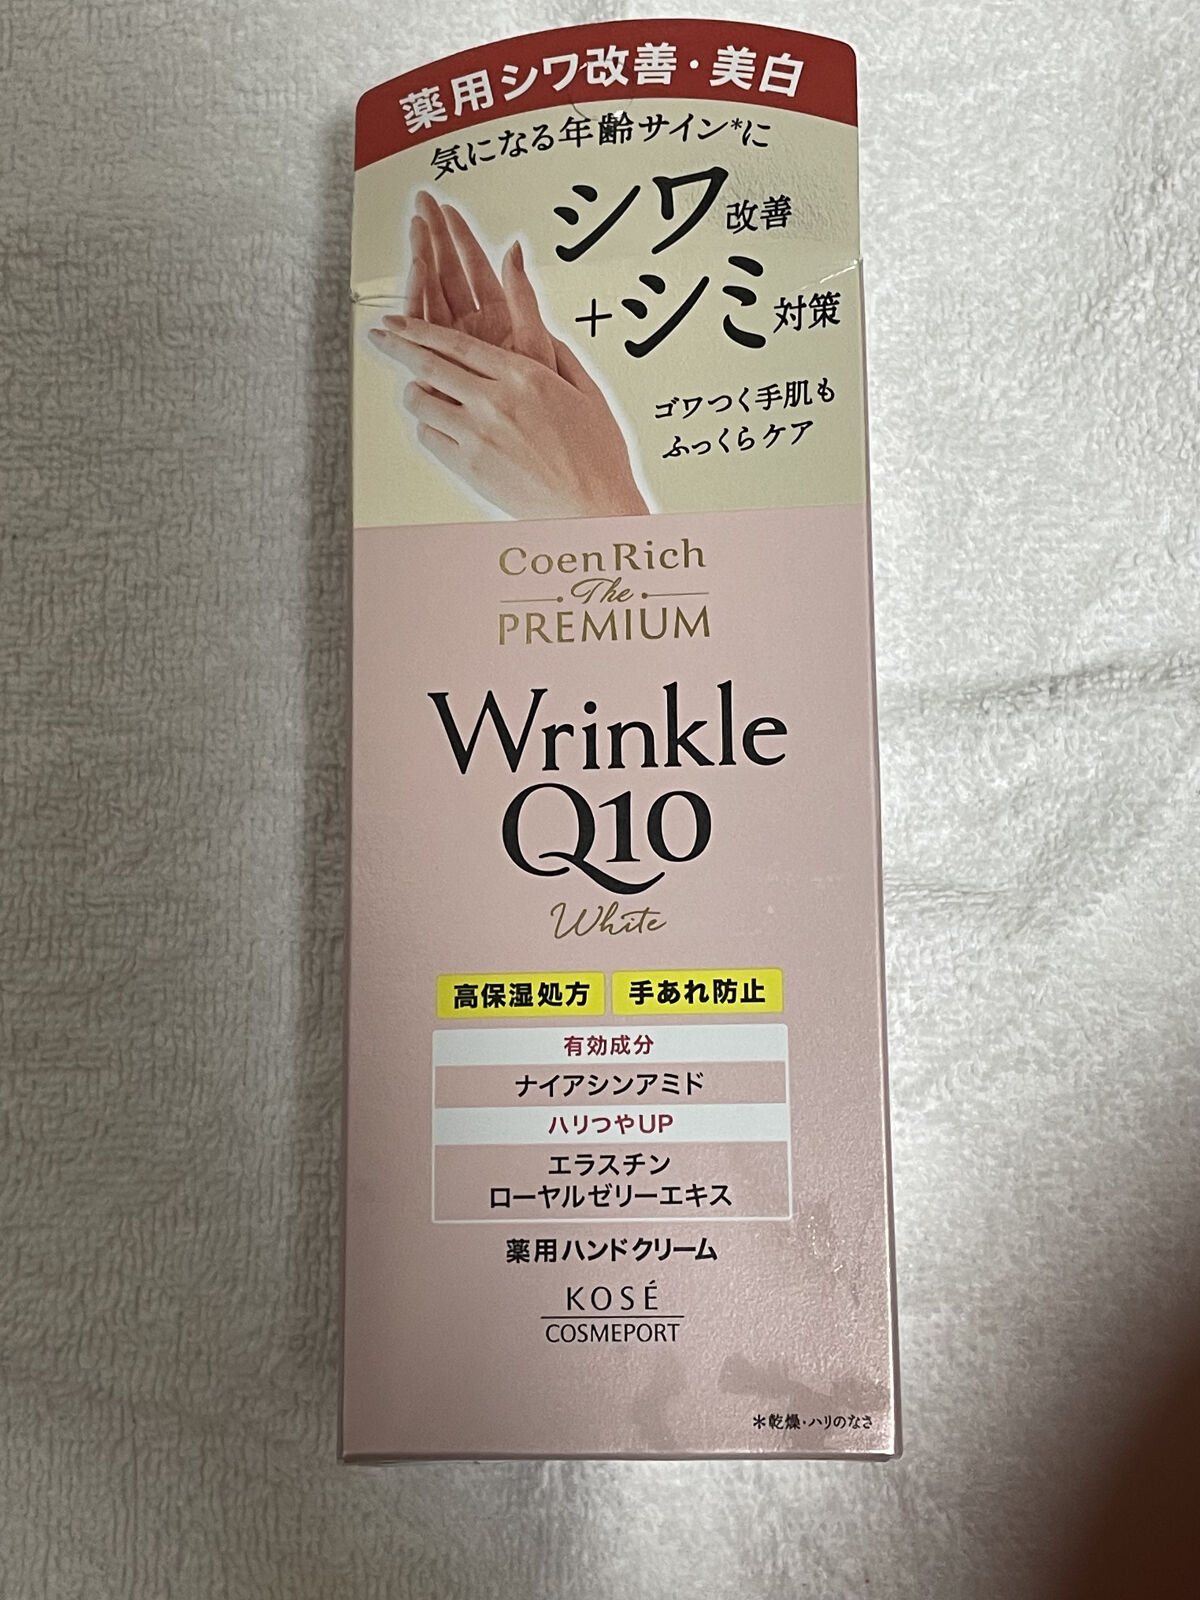 薬用シワ改善・美白
気になる年齢サイン*に
シワ改善
+シミ対策
ゴワつく手肌も
ふっくらケア
CoenRich
The
PREMIUM
Wrinkle
Q10
White
高保湿処方 手あれ防止
有効成分
ナイアシンアミド
ハリつやUP
エラスチン
ローヤルゼリーエキス
薬用ハンドクリーム
KOSÉ
COSMEPORT
*乾燥・ハリのなさ